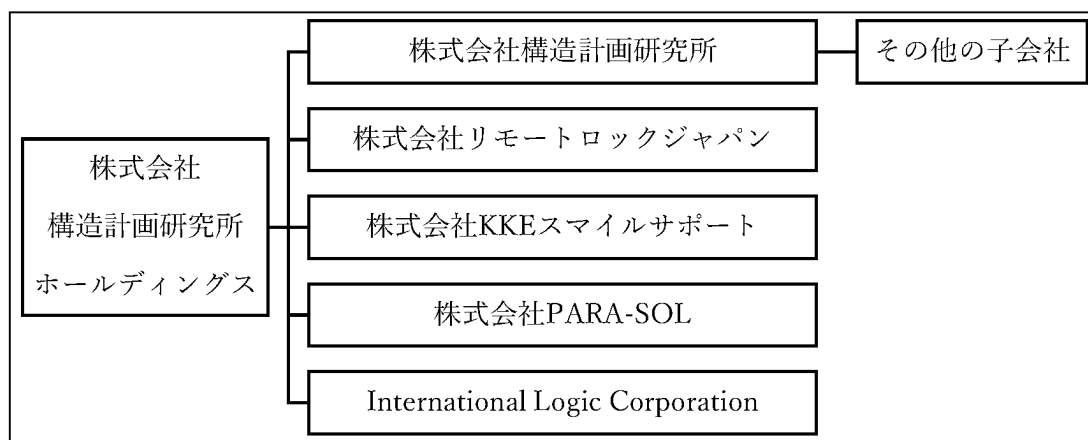 株式会社構造計画研究所
その他の子会社
株式会社リモートロックジャパン
株式会社
構造計画研究所
ホールディングス
株式会社KKEスマイルサポート
株式会社PARA-SOL
International Logic Corporation